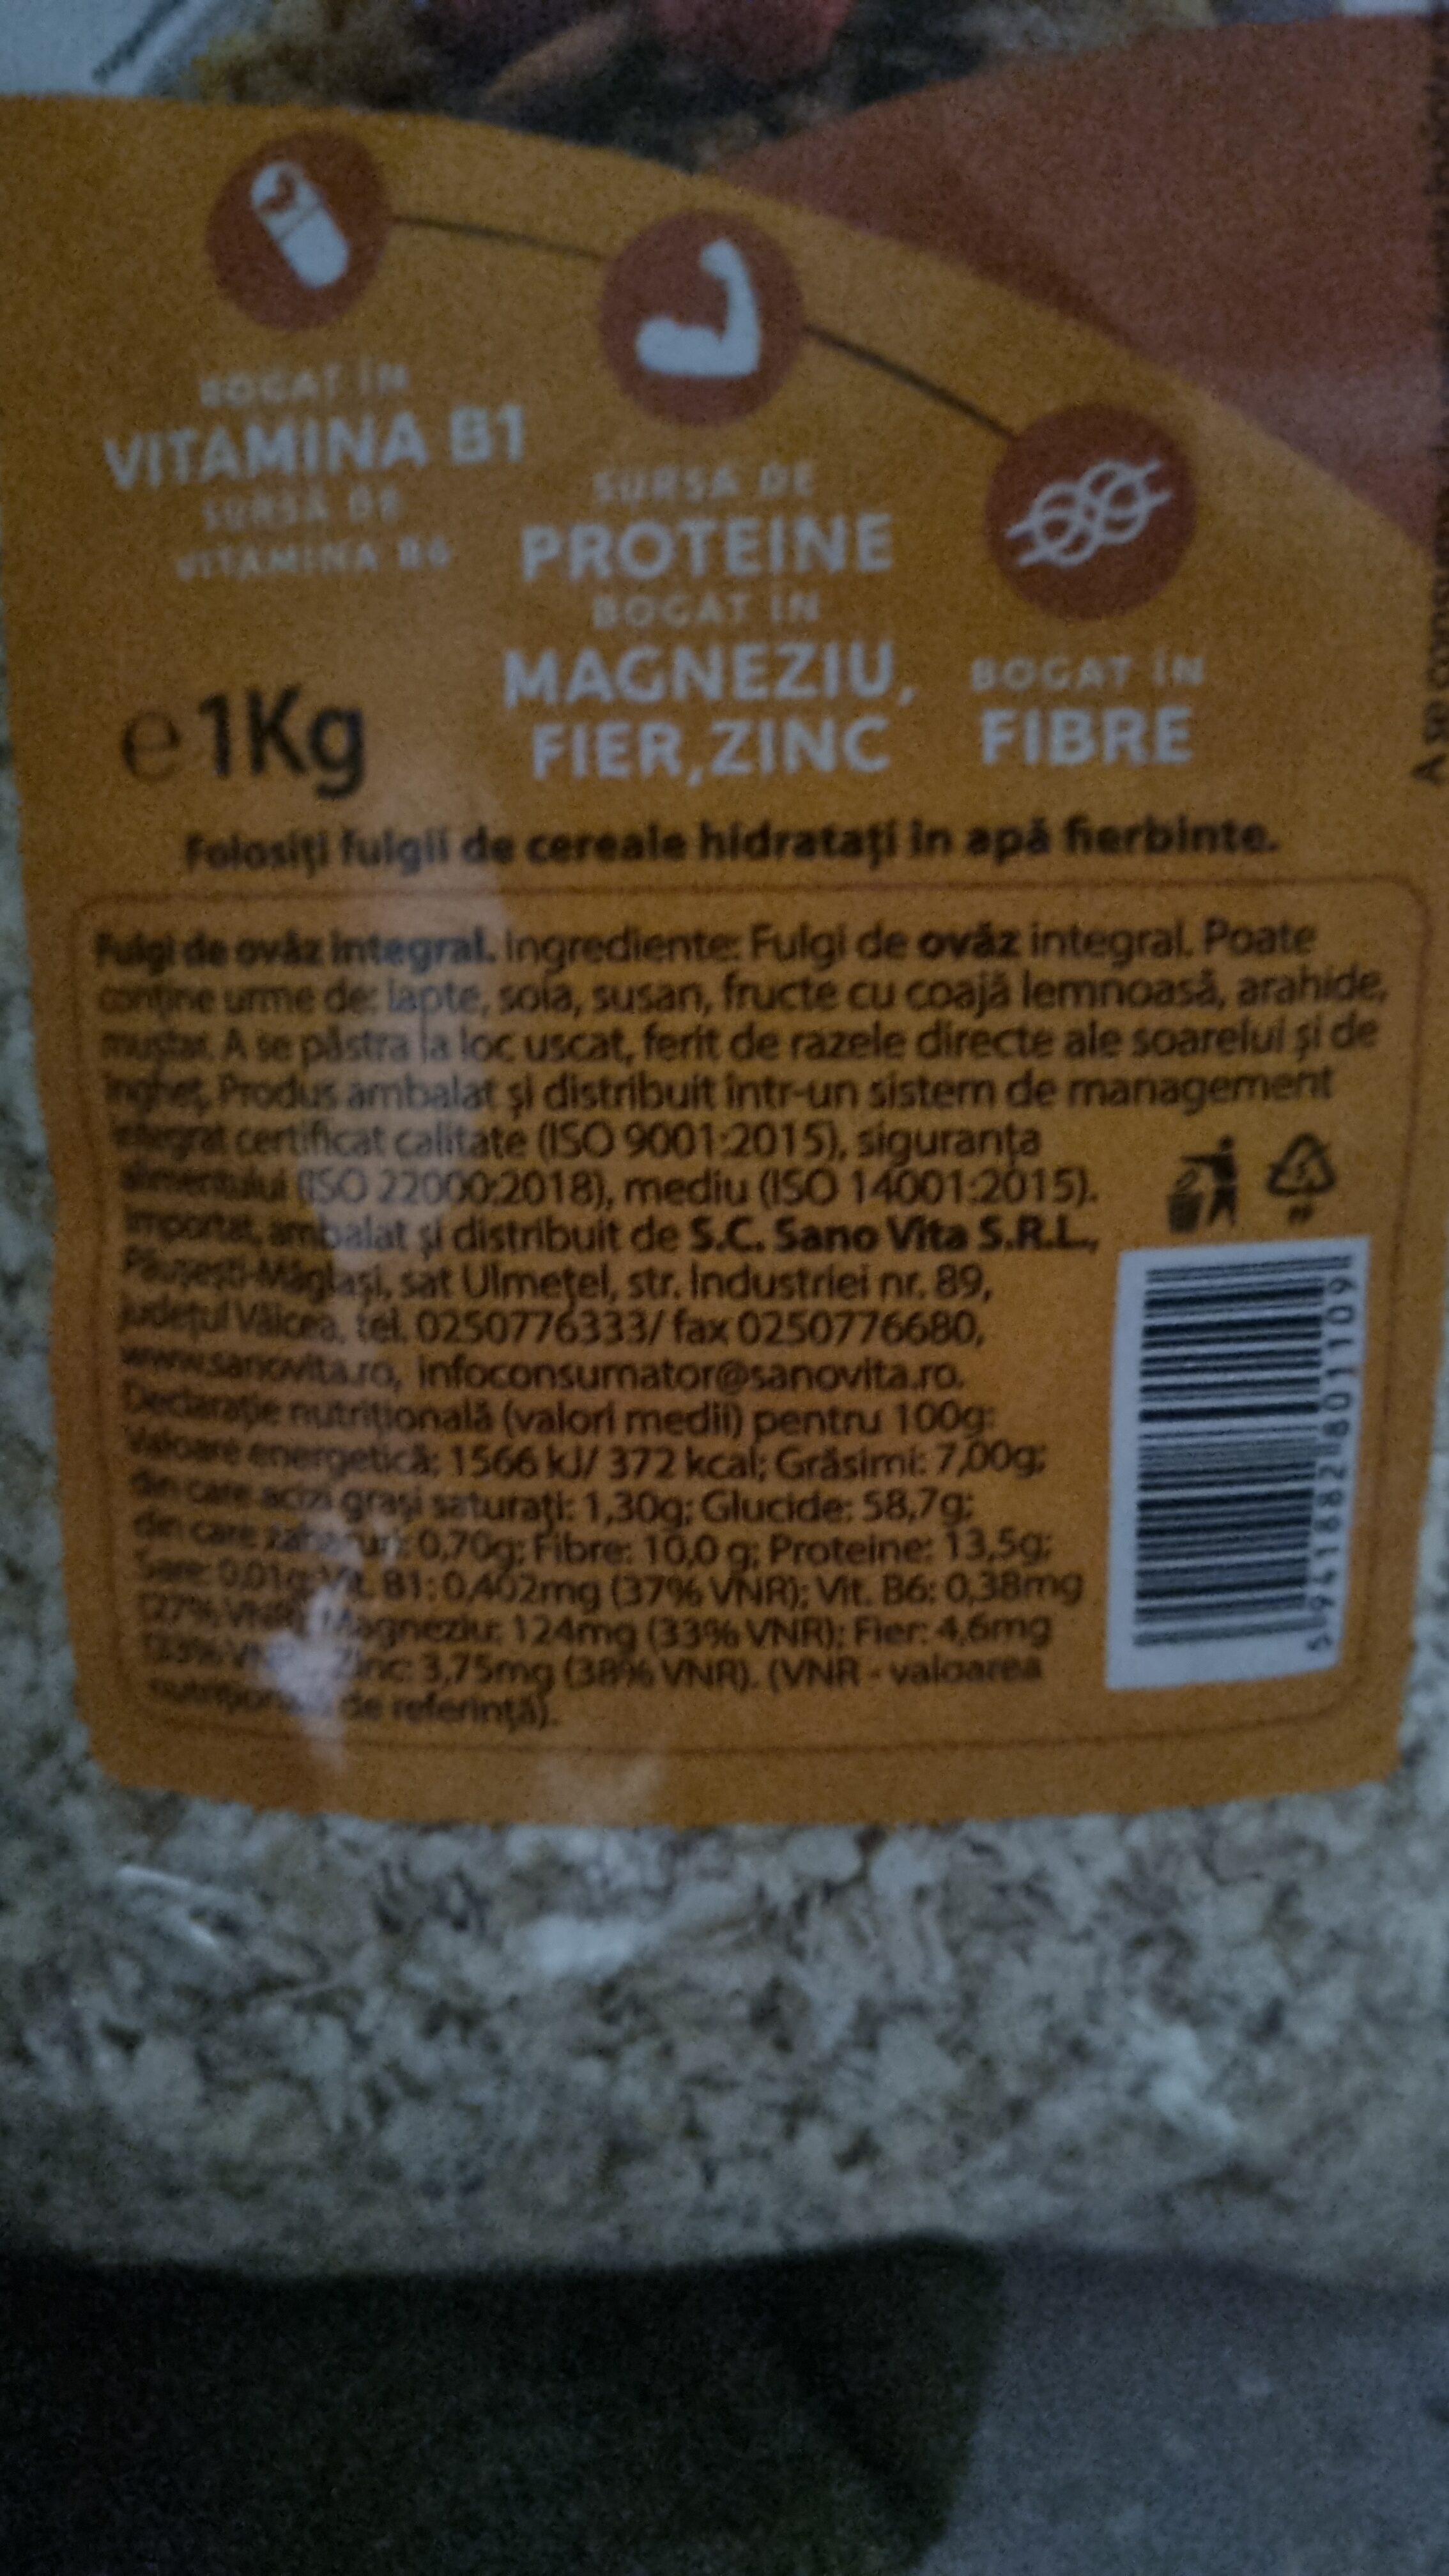 BOGAT ÎN
VITAMINA B1
SURSĂ DE
VITAMINA B6
SURSĂ DE
PROTEINE
BOGAT ÎN
MAGNEZIU,
FIER,ZINC
BOGAT ÎN
FIBRE
e 1Kg
Folosiți fulgii de cereale hidratați în apă fierbinte.
Fulgi de ovăz integral. Ingrediente: Fulgi de ovăz integral. Poate
conține urme de: lapte, soia, susan, fructe cu coajă lemnoasă, arahide,
muștar. A se păstra la loc uscat, ferit de razele directe ale soarelui și de
îngheț. Produs ambalat și distribuit într-un sistem de management
integrat certificat calitate (ISO 9001:2015), siguranța
alimentului (ISO 22000:2018), mediu (ISO 14001:2015).
Importat, ambalat și distribuit de S.C. Sano Vita S.R.L.,
Păușești-Măglași, sat Ulmețel, str. Industriei nr. 89,
județul Vâlcea, tel. 0250776333/ fax 0250776680,
www.sanovita.ro, infoconsumator@sanovita.ro.
Declarație nutrițională (valori medii) pentru 100g:
Valoare energetică: 1566 kJ/ 372 kcal; Grăsimi: 7,00g;
din care acizi grași saturați: 1,30g; Glucide: 58,7g;
din care zaharuri: 0,70g; Fibre: 10,0 g; Proteine: 13,5g;
Sare: 0,01g; Vit. B1: 0,402mg (37% VNR); Vit. B6: 0,38mg
(27% VNR); Magneziu: 124mg (33% VNR); Fier: 4,6mg
(33% VNR); Zinc: 3,75mg (38% VNR). (VNR - valoarea
nutrițională de referință).
PP
5941882801109